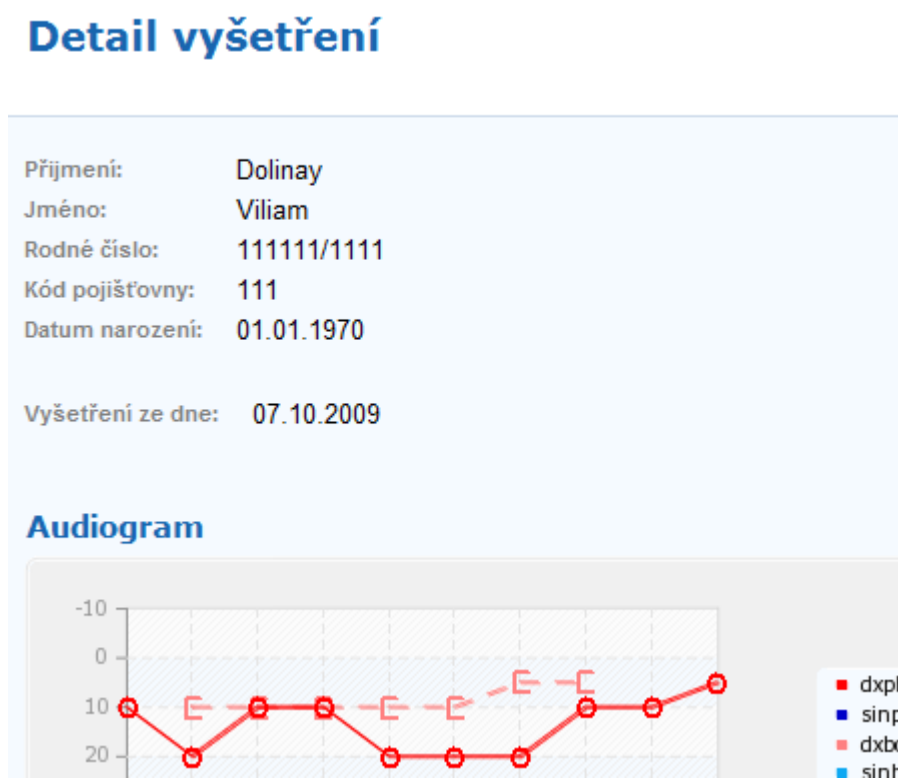 Detail vyšetření
Přijmení: Dolinay
Jméno: Viliam
Rodné číslo: 111111/1111
Kód pojišťovny: 111
Datum narození: 01.01.1970
Vyšetření ze dne: 07.10.2009
Audiogram
-10
0
10
20